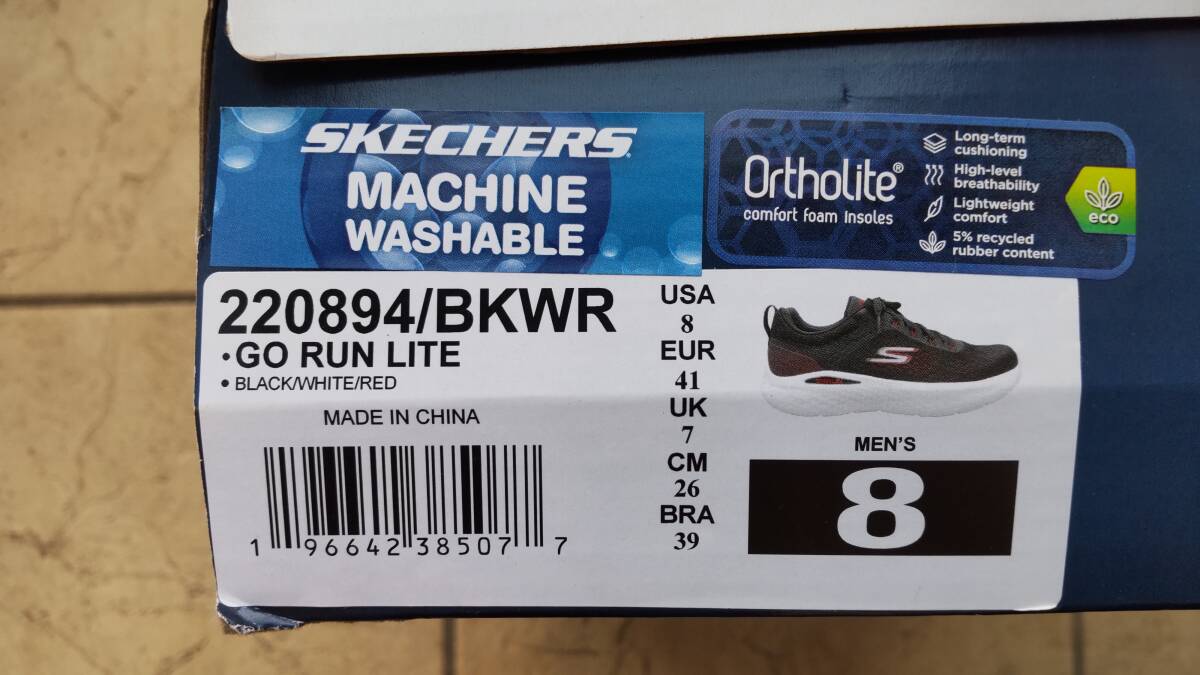 SKECHERS
MACHINE
WASHABLE
OrthoLite®
comfort foam insoles
Long-term
cushioning
High-level
breathability
Lightweight
comfort
5% recycled
rubber content
eco
220894/BKWR
•GO RUN LITE
• BLACK/WHITE/RED
MADE IN CHINA
1 96642 38507 7
USA
8
EUR
41
UK
7
CM
26
BRA
39
S
MEN'S
8